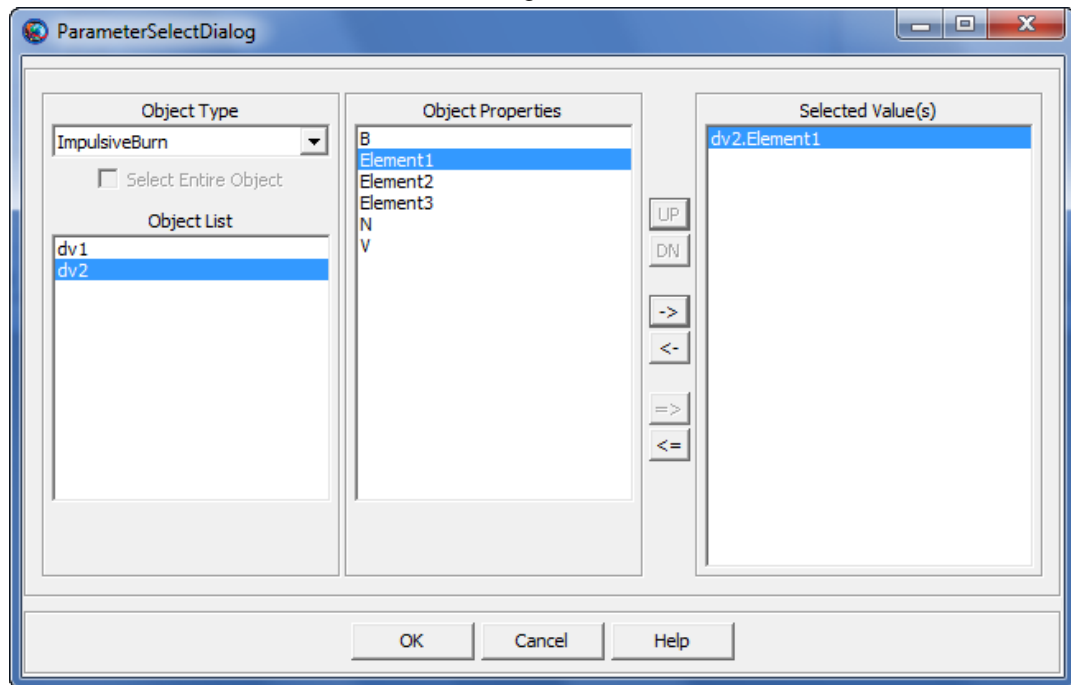 ParameterSelectDialog
Object Type
ImpulsiveBurn
Select Entire Object
Object List
dv1
dv2
Object Properties
B
Element1
Element2
Element3
N
V
UP
DN
->
<-
=>
<=
Selected Value(s)
dv2.Element1
OK
Cancel
Help